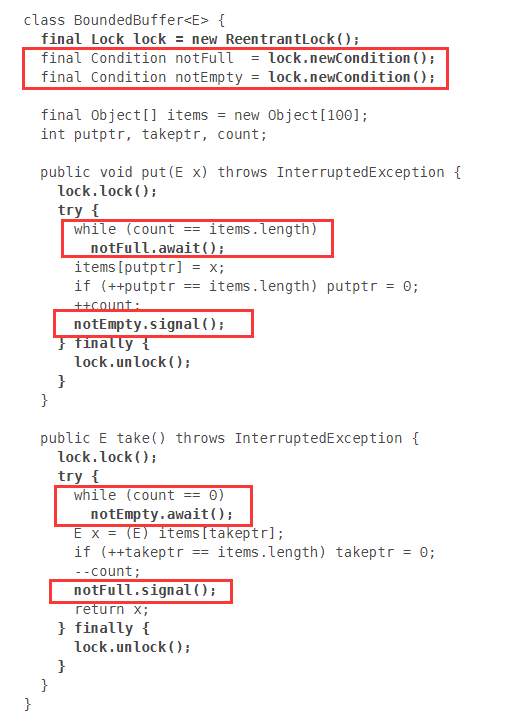 class BoundedBuffer<E> {
  final Lock lock = new ReentrantLock();
  final Condition notFull  = lock.newCondition();
  final Condition notEmpty = lock.newCondition();

  final Object[] items = new Object[100];
  int putptr, takeptr, count;

  public void put(E x) throws InterruptedException {
    lock.lock();
    try {
      while (count == items.length)
        notFull.await();
      items[putptr] = x;
      if (++putptr == items.length) putptr = 0;
      ++count;
      notEmpty.signal();
    } finally {
      lock.unlock();
    }
  }

  public E take() throws InterruptedException {
    lock.lock();
    try {
      while (count == 0)
        notEmpty.await();
      E x = (E) items[takeptr];
      if (++takeptr == items.length) takeptr = 0;
      --count;
      notFull.signal();
      return x;
    } finally {
      lock.unlock();
    }
  }
}